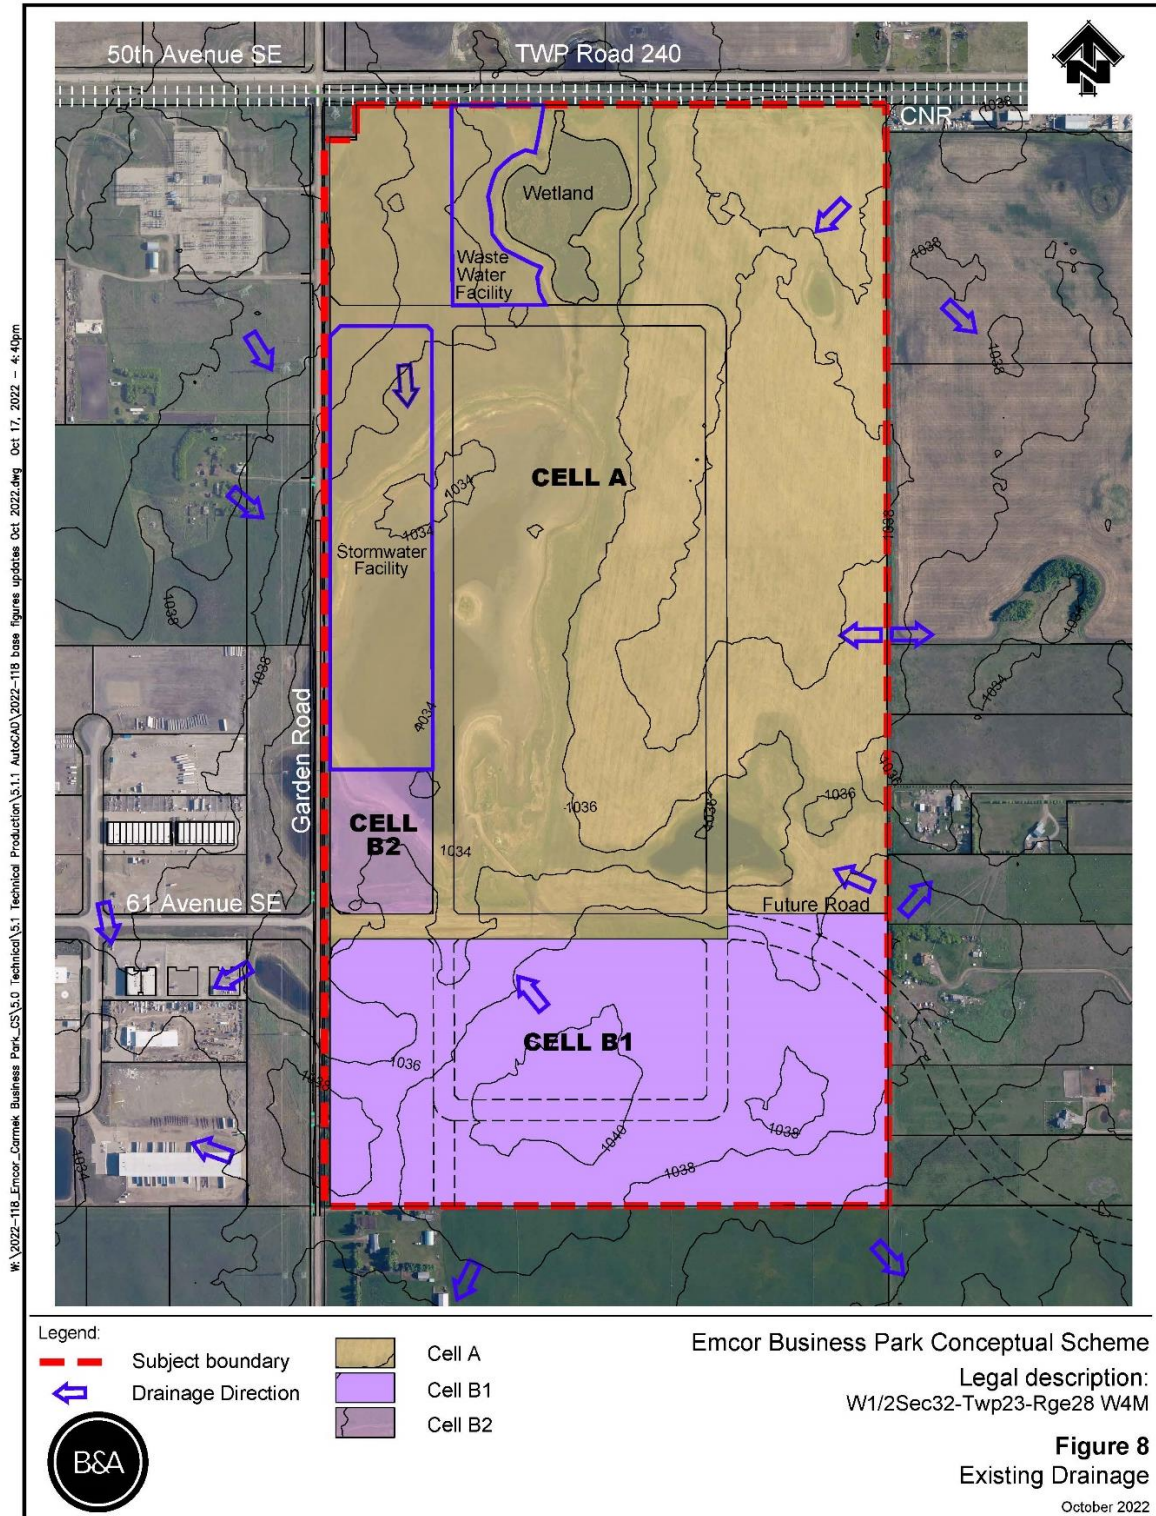 50th Avenue SE
TWP Road 240
N
CNR
1038
Wetland
Waste
Water
Facility
1038
1038
CELL A
1034
1034
Stormwater
Facility
1038
1038
1038
1034
1034
1034
Garden Road
1036
1036
1036
1036
CELL
B2
1034
61 Avenue SE
Future Road
CELL B1
1036
1038
1034
1040
1038
1038
W:\2022-118_Emcor_Carmek Business Park_CS\5.0 Technical\5.1 Technical Production\5.1.1 AutoCAD\2022-118 base figures updates Oct 2022.dwg Oct 17, 2022 - 4:40pm
Legend:
Subject boundary
Drainage Direction
Cell A
Cell B1
Cell B2
B&A
Emcor Business Park Conceptual Scheme
Legal description:
W1/2Sec32-Twp23-Rge28 W4M
Figure 8
Existing Drainage
October 2022